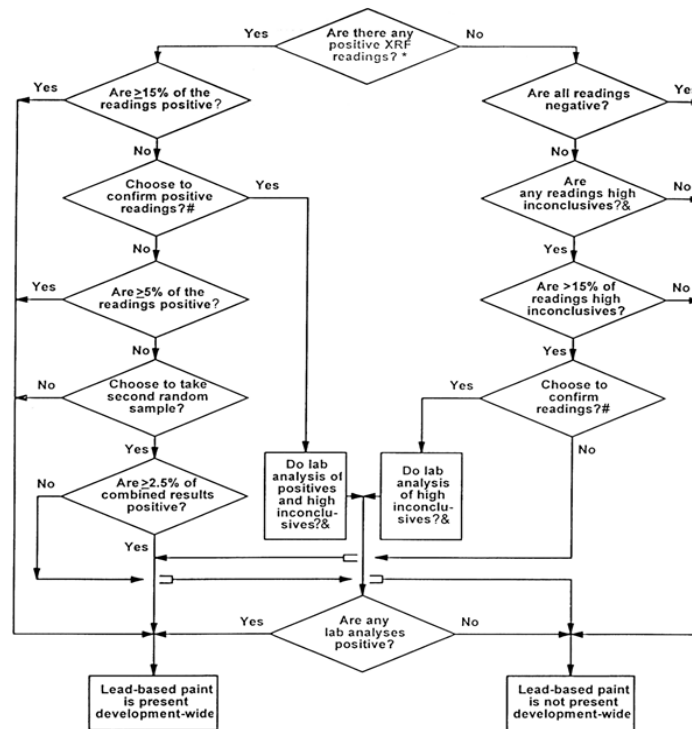 Are there any
positive XRF
readings? *
Yes
No
Are ≥15% of the
the readings positive?
Yes
No
Are all readings
negative?
Yes
No
Choose to
confirm positive
readings?#
Yes
No
Are
any readings high
inconclusives?&
No
Yes
Are ≥5% of the
the readings positive?
Yes
No
Are >15% of
readings high
inconclusives?
No
Yes
Choose to take
second random
sample?
No
Yes
Choose to
confirm
readings?#
Yes
No
Are ≥2.5% of
combined results
positive?
No
Yes
Do lab
analysis of
positives
and high
inconclu-
sives?&
Do lab
analysis
of high
inconclu-
sives?&
Are any
lab analyses
positive?
Yes
No
Lead-based paint
is present
development-wide
Lead-based paint
is not present
development-wide